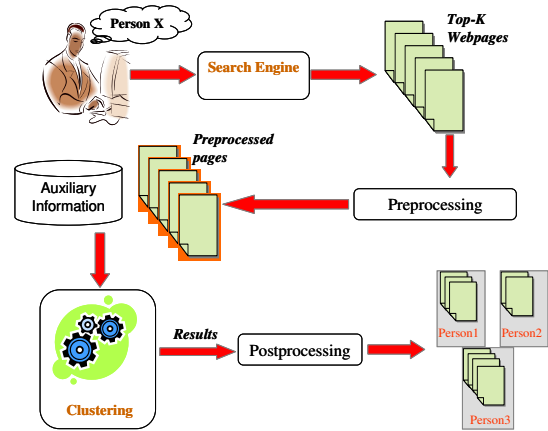 Person X
Search Engine
Top-K
Webpages
Preprocessed
pages
Auxiliary
Information
Preprocessing
Clustering
Results
Postprocessing
Person1
Person2
Person3